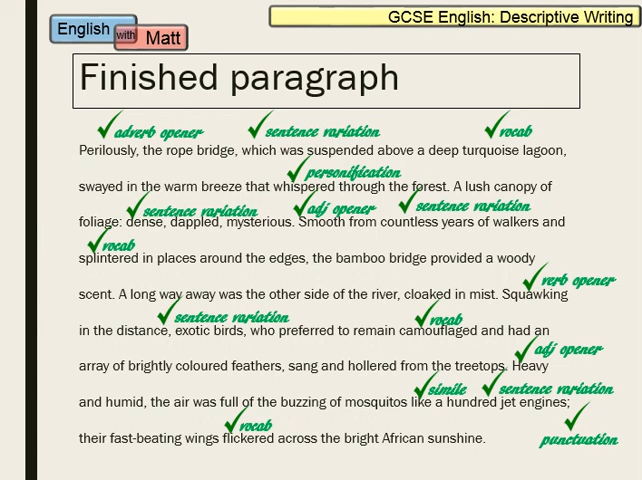 English with Matt
GCSE English: Descriptive Writing
Finished paragraph
adverb opener sentence variation vocab
Perilously, the rope bridge, which was suspended above a deep turquoise lagoon,
personification
swayed in the warm breeze that whispered through the forest. A lush canopy of
sentence variation adj opener sentence variation
foliage: dense, dappled, mysterious. Smooth from countless years of walkers and
vocab
splintered in places around the edges, the bamboo bridge provided a woody
verb opener
scent. A long way away was the other side of the river, cloaked in mist. Squawking
sentence variation vocab
in the distance, exotic birds, who preferred to remain camouflaged and had an
adj opener
array of brightly coloured feathers, sang and hollered from the treetops. Heavy
simile sentence variation
and humid, the air was full of the buzzing of mosquitos like a hundred jet engines;
vocab
their fast-beating wings flickered across the bright African sunshine.
punctuation